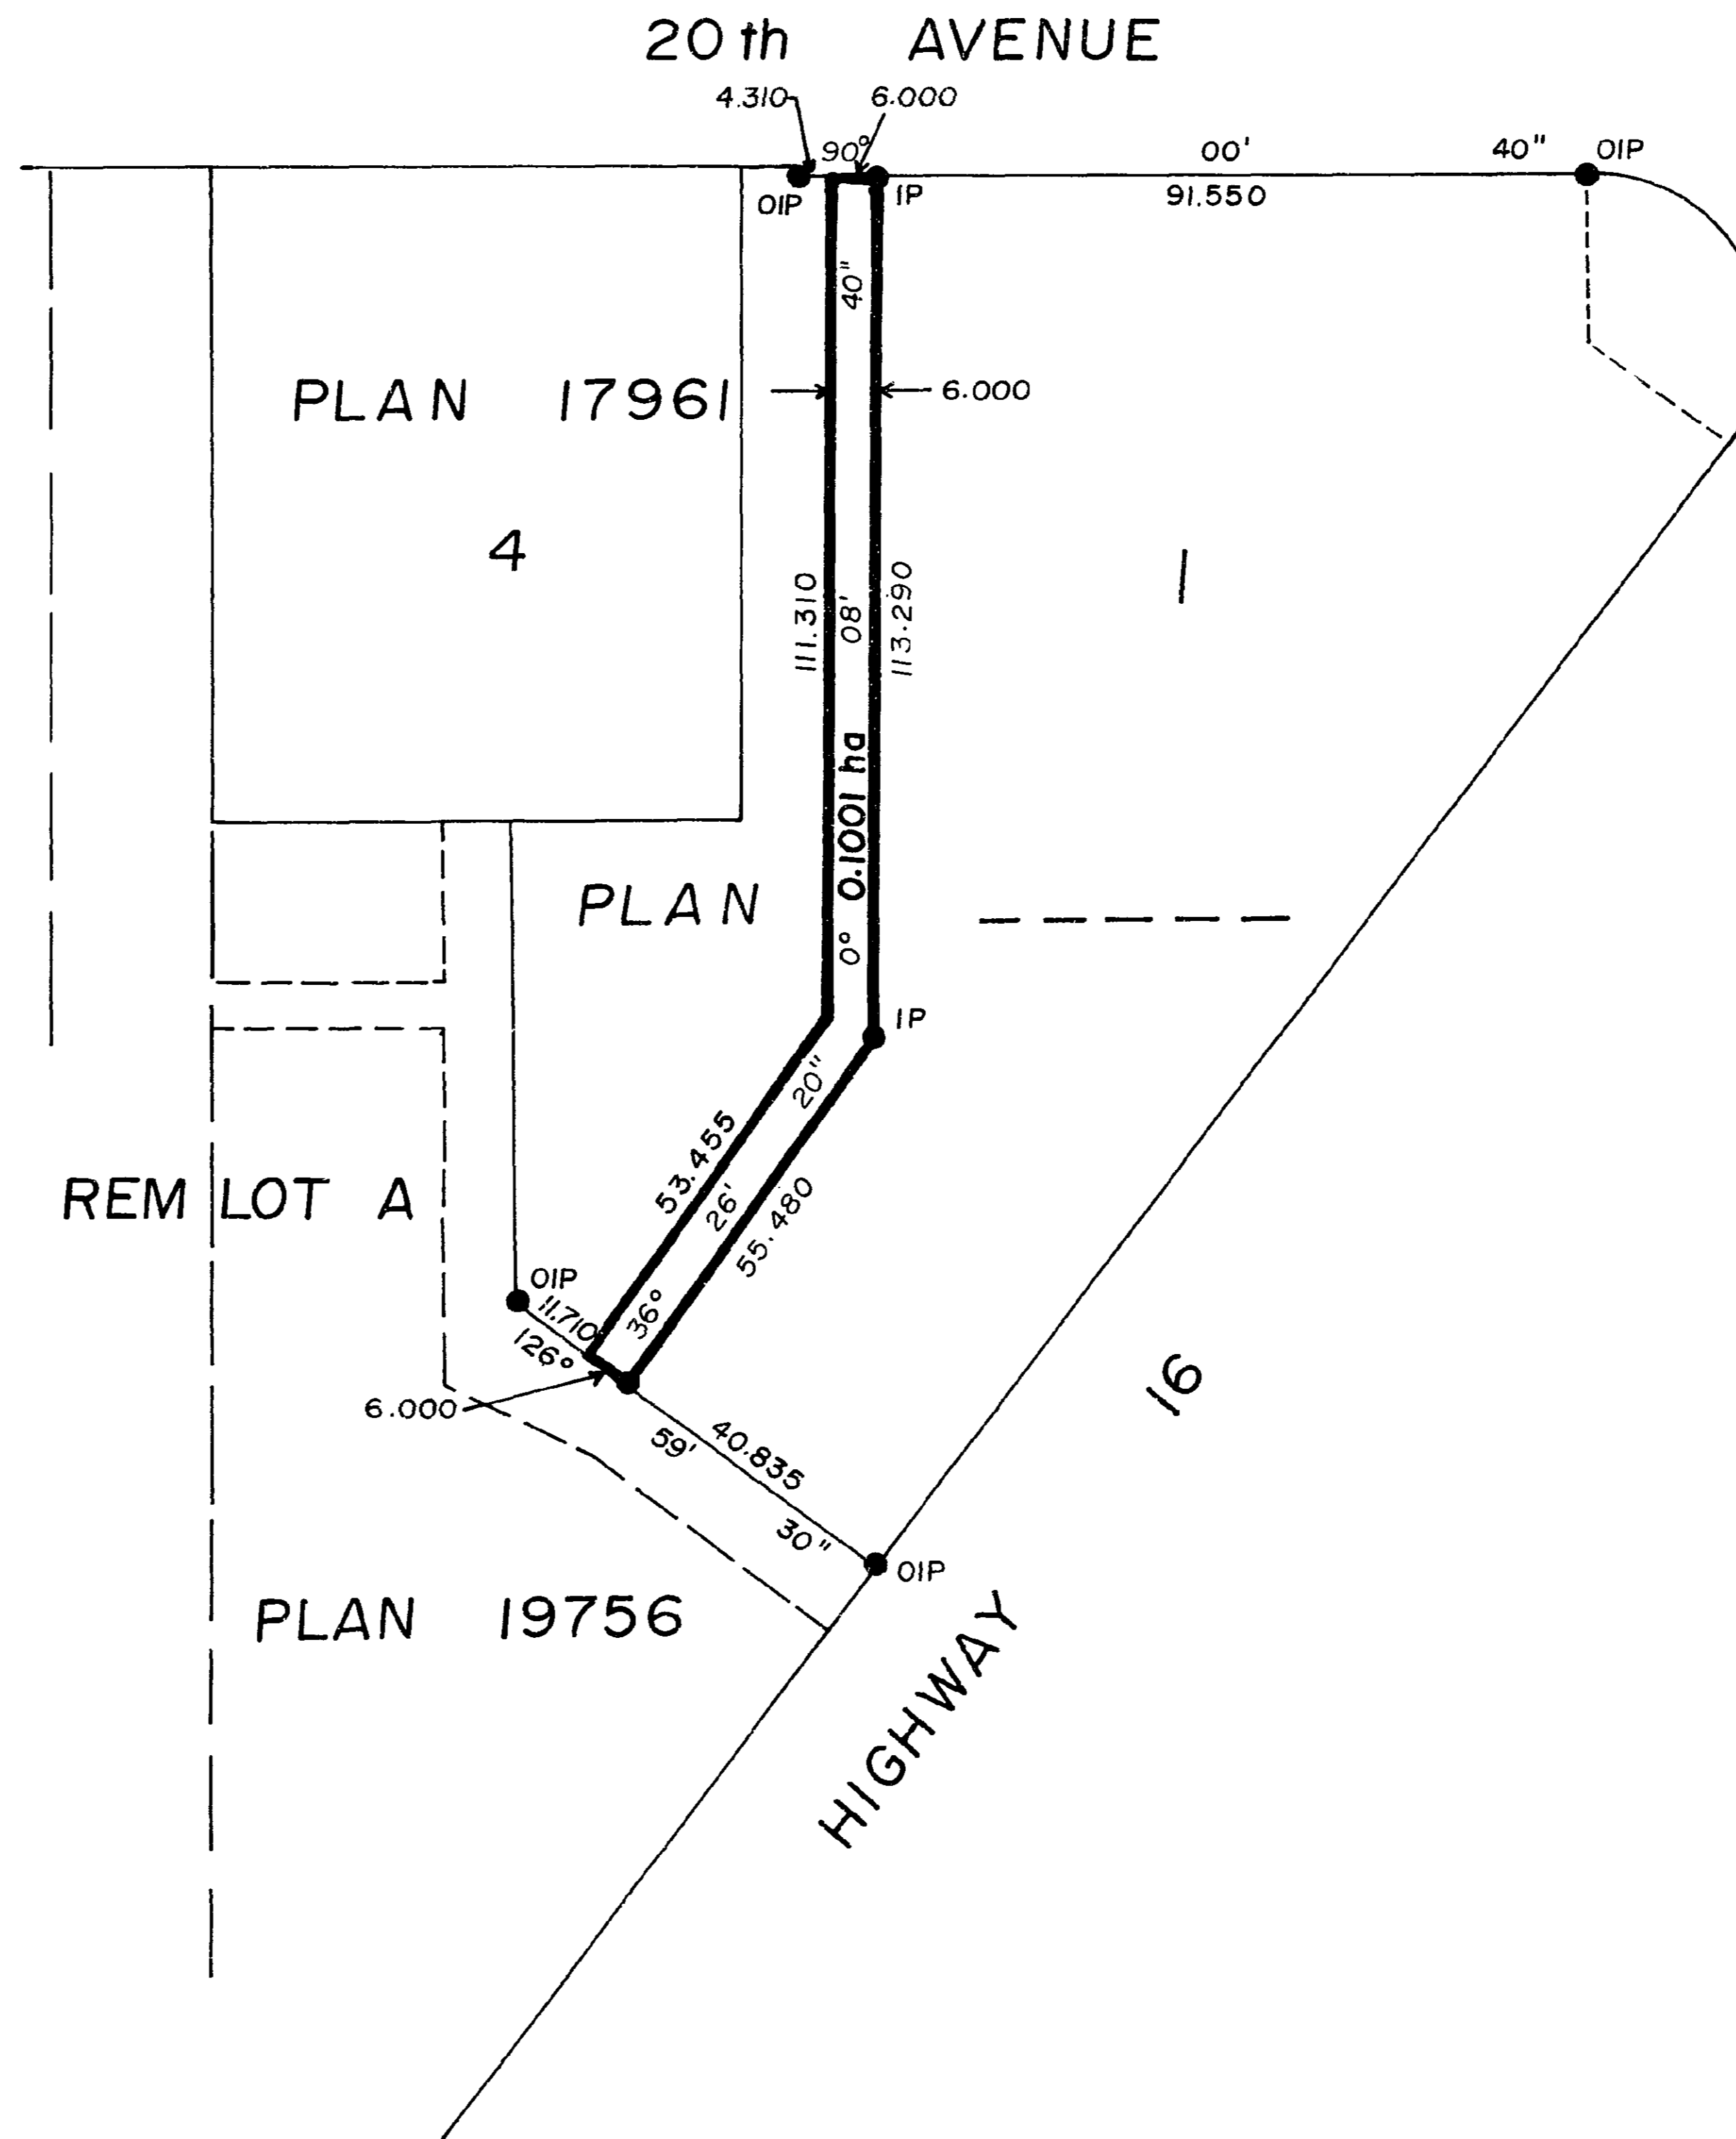 20th AVENUE
4.310 6.000
90° 00' 40" OIP
OIP IP 91.550
40"
PLAN 17961 6.000
4
1
111.310 08' 113.290
0.1001 ha
PLAN
0°
IP
20"
53.455
26'
55.480
REM LOT A
OIP
11.710
36°
126°
6.000
16
59' 40.835
30"
OIP
PLAN 19756
HIGHWAY